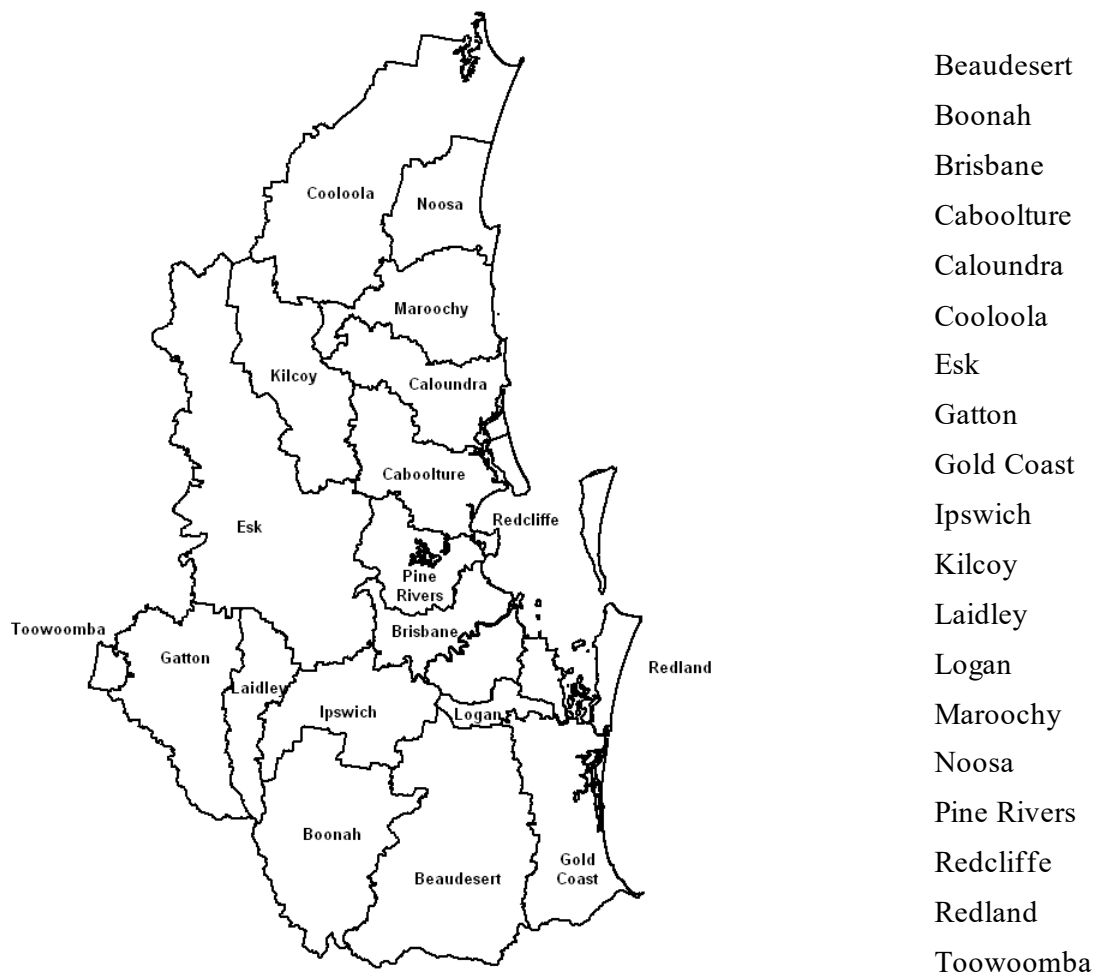 Cooloola
Noosa
Maroochy
Kilcoy
Caloundra
Caboolture
Esk
Redcliffe
Pine
Rivers
Toowoomba
Gatton
Brisbane
Laidley
Redland
Ipswich
Logan
Boonah
Beaudesert
Gold
Coast
Beaudesert
Boonah
Brisbane
Caboolture
Caloundra
Cooloola
Esk
Gatton
Gold Coast
Ipswich
Kilcoy
Laidley
Logan
Maroochy
Noosa
Pine Rivers
Redcliffe
Redland
Toowoomba